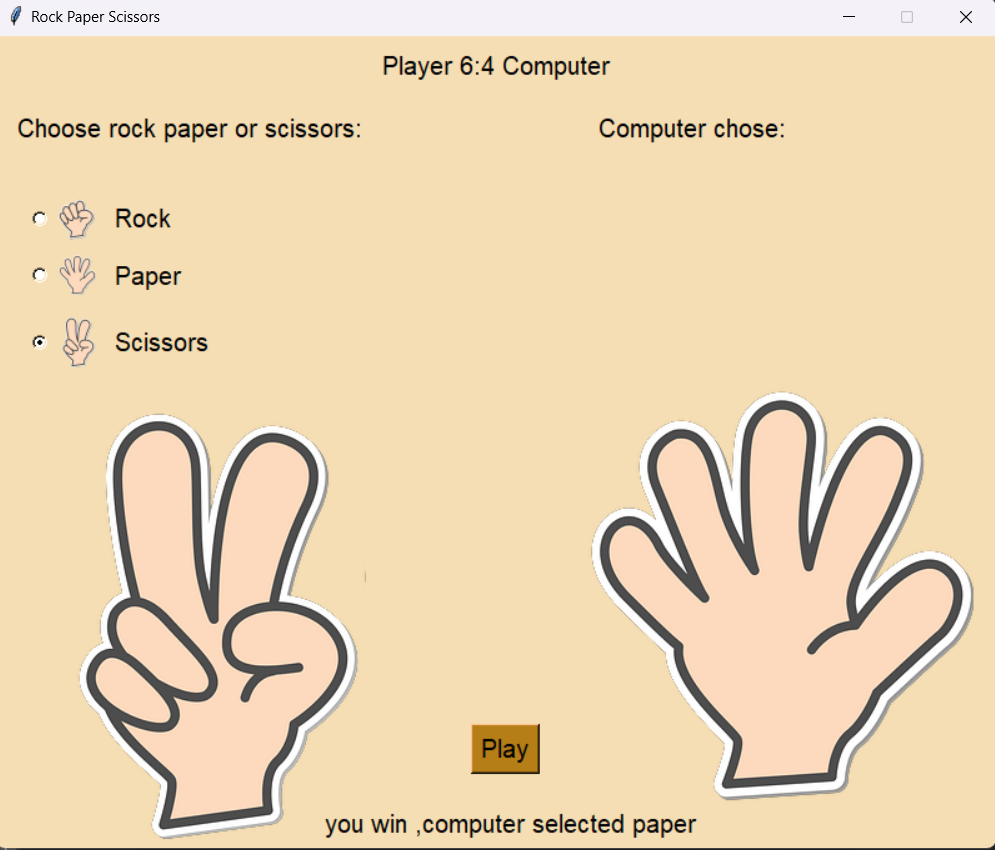 Rock Paper Scissors
Player 6:4 Computer
Choose rock paper or scissors:
Computer chose:
Rock
Paper
Scissors
Play
you win ,computer selected paper